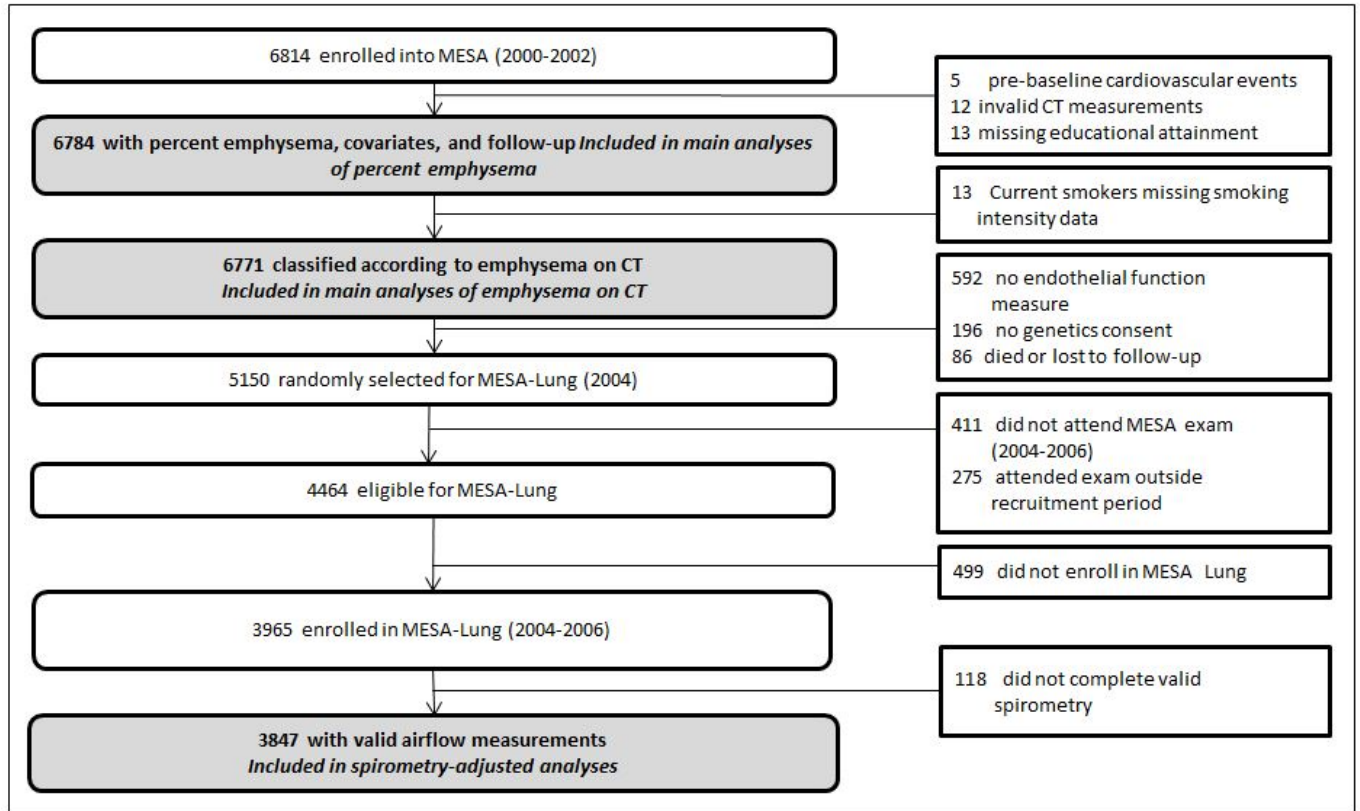 6814 enrolled into MESA (2000-2002)
5 pre-baseline cardiovascular events
12 invalid CT measurements
13 missing educational attainment
6784 with percent emphysema, covariates, and follow-up Included in main analyses
of percent emphysema
13 Current smokers missing smoking
intensity data
6771 classified according to emphysema on CT
Included in main analyses of emphysema on CT
592 no endothelial function
measure
196 no genetics consent
86 died or lost to follow-up
5150 randomly selected for MESA-Lung (2004)
411 did not attend MESA exam
(2004-2006)
275 attended exam outside
recruitment period
4464 eligible for MESA-Lung
499 did not enroll in MESA Lung
3965 enrolled in MESA-Lung (2004-2006)
118 did not complete valid
spirometry
3847 with valid airflow measurements
Included in spirometry-adjusted analyses